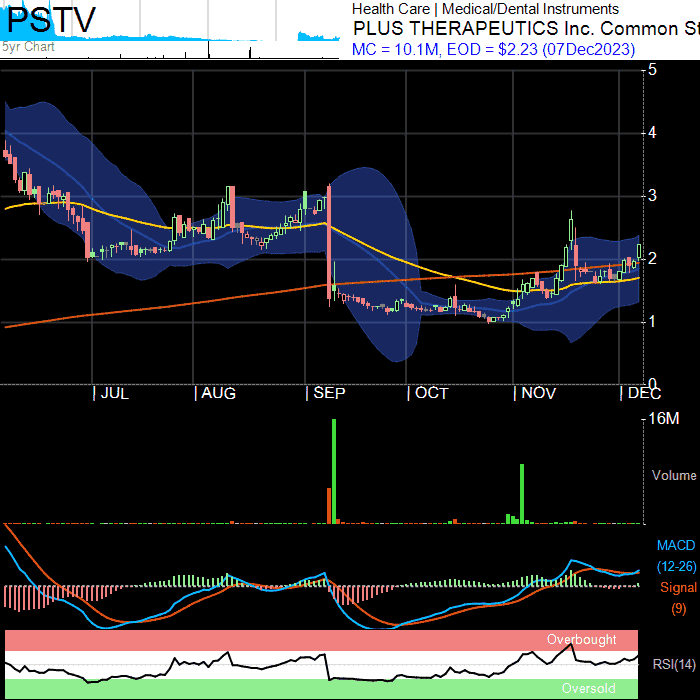 PSTV
5yr Chart
Health Care | Medical/Dental Instruments
PLUS THERAPEUTICS Inc. Common St
MC = 10.1M, EOD = $2.23 (07Dec2023)
5
4
3
2
1
0
| JUL | AUG | SEP | OCT | NOV | DEC
16M
Volume
MACD
(12-26)
Signal
(9)
Overbought
RSI(14)
Oversold